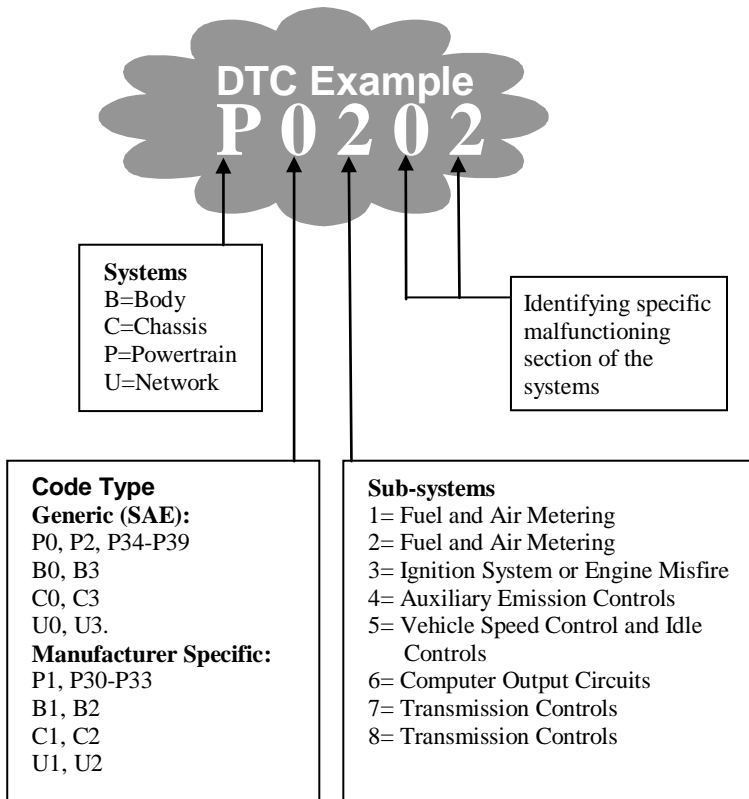 DTC Example
P 0 2 0 2
Systems
B=Body
C=Chassis
P=Powertrain
U=Network
Identifying specific
malfunctioning
section of the
systems
Code Type
Generic (SAE):
P0, P2, P34-P39
B0, B3
C0, C3
U0, U3.
Manufacturer Specific:
P1, P30-P33
B1, B2
C1, C2
U1, U2
Sub-systems
1= Fuel and Air Metering
2= Fuel and Air Metering
3= Ignition System or Engine Misfire
4= Auxiliary Emission Controls
5= Vehicle Speed Control and Idle
Controls
6= Computer Output Circuits
7= Transmission Controls
8= Transmission Controls